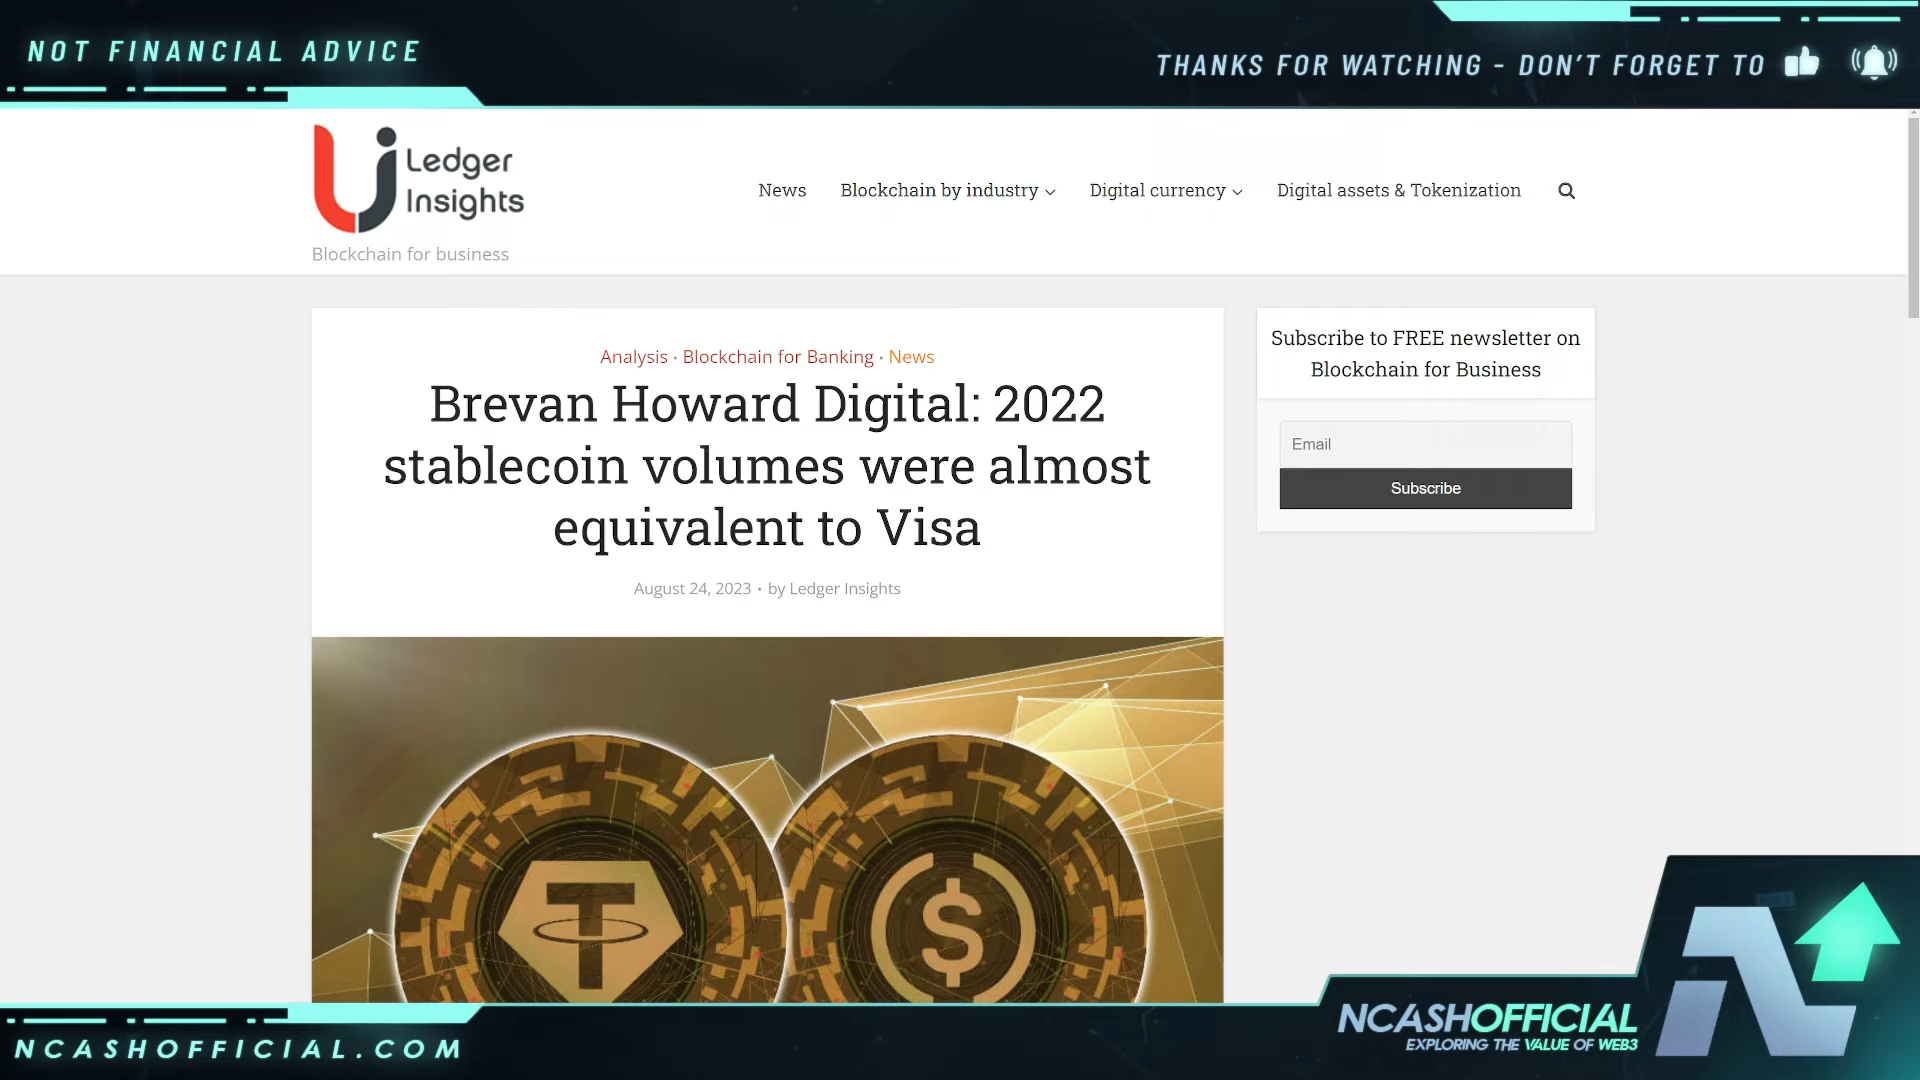 NOT FINANCIAL ADVICE
THANKS FOR WATCHING - DON'T FORGET TO
Ledger
Insights
Blockchain for business
News Blockchain by industry Digital currency Digital assets & Tokenization
Analysis • Blockchain for Banking • News
Brevan Howard Digital: 2022
stablecoin volumes were almost
equivalent to Visa
August 24, 2023 • by Ledger Insights
Subscribe to FREE newsletter on
Blockchain for Business
Email
Subscribe
NCASHOFFICIAL.COM
NCASHOFFICIAL
EXPLORING THE VALUE OF WEB3